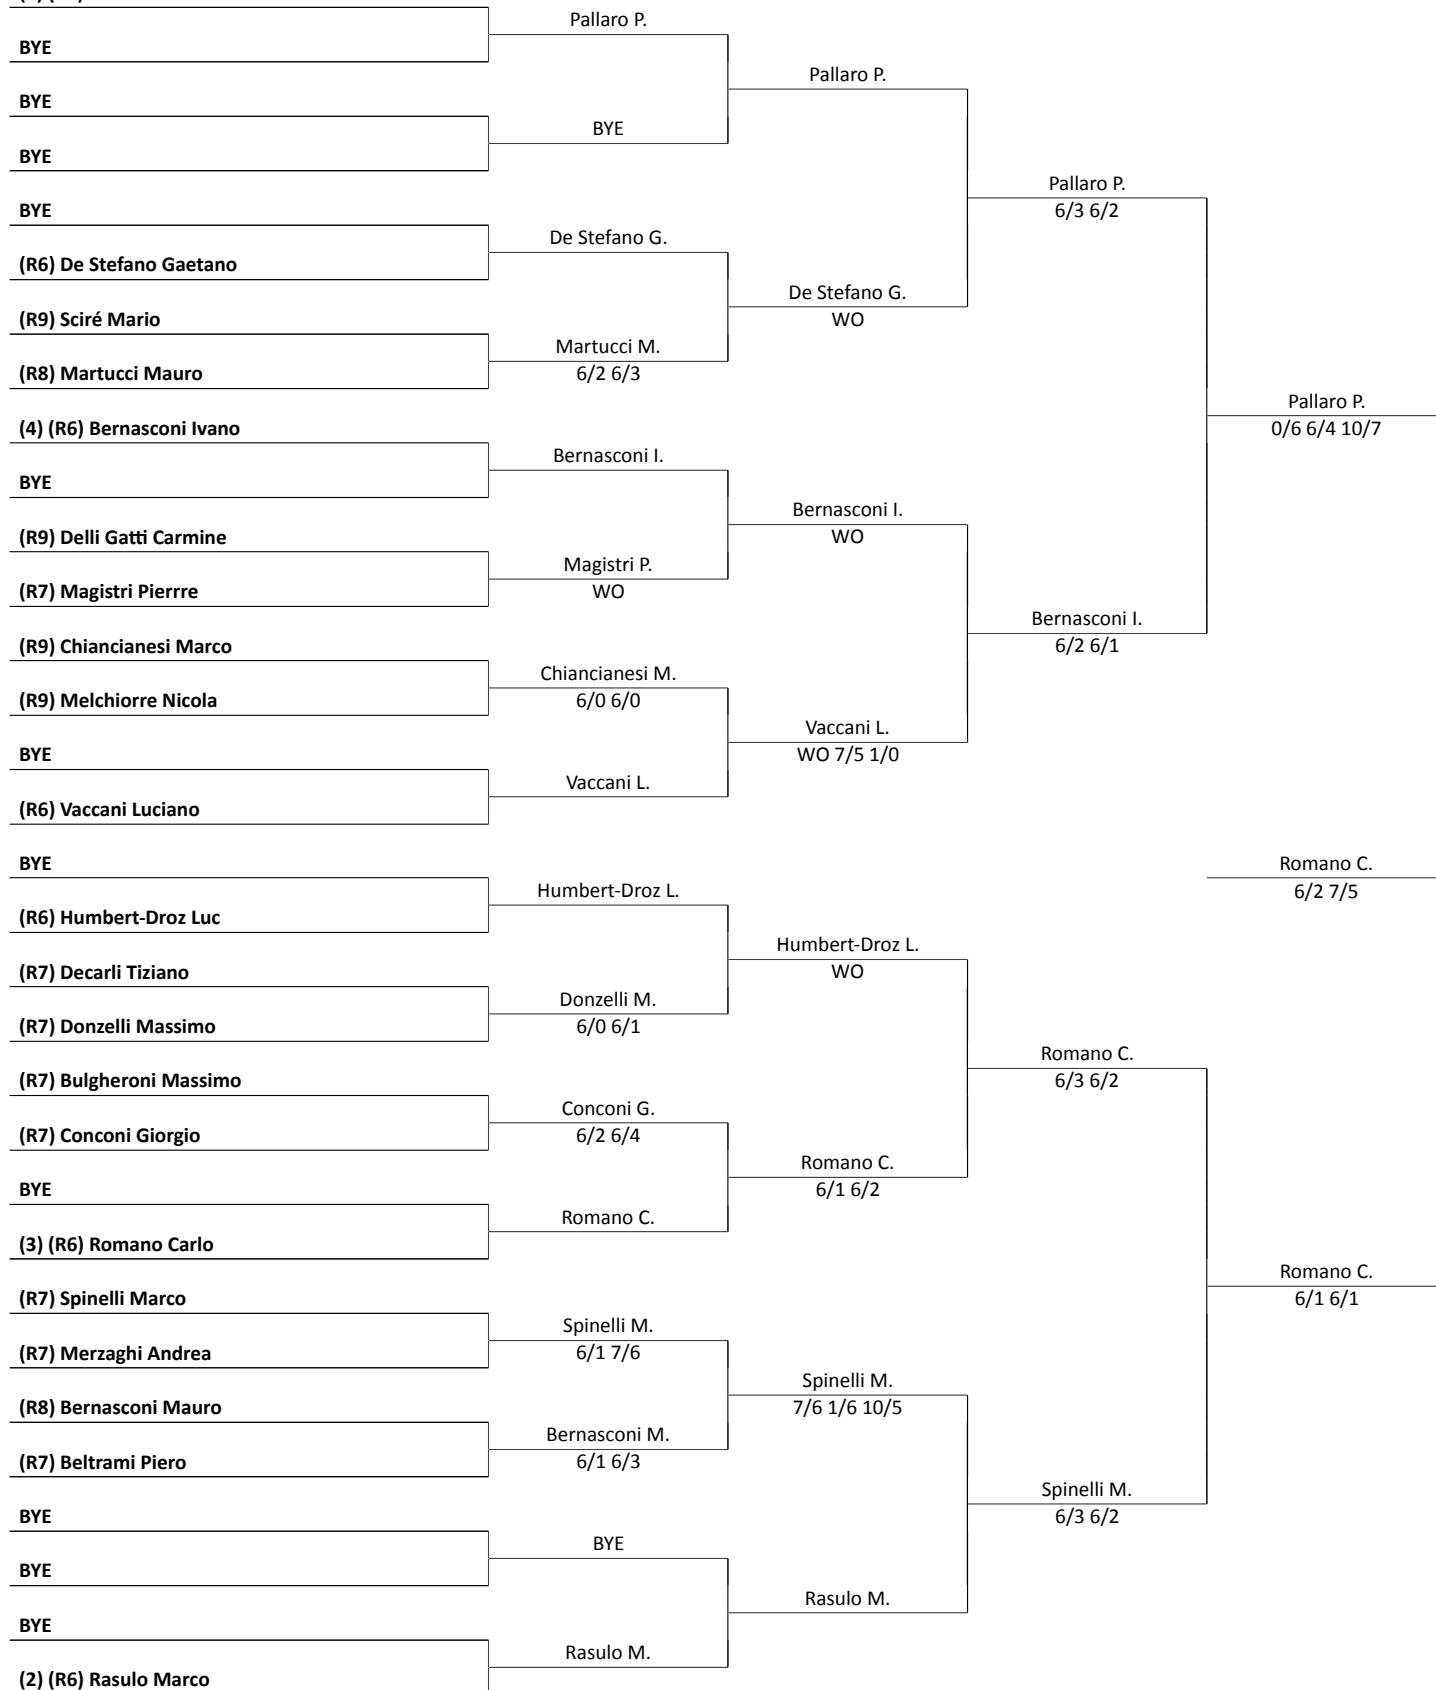 BYE
BYE
BYE
BYE
(R6) De Stefano Gaetano
(R9) Sciré Mario
(R8) Martucci Mauro
(4) (R6) Bernasconi Ivano
BYE
(R9) Delli Gatti Carmine
(R7) Magistri Pierrre
(R9) Chiancianesi Marco
(R9) Melchiorre Nicola
BYE
(R6) Vaccani Luciano
BYE
(R6) Humbert-Droz Luc
(R7) Decarli Tiziano
(R7) Donzelli Massimo
(R7) Bulgheroni Massimo
(R7) Conconi Giorgio
BYE
(3) (R6) Romano Carlo
(R7) Spinelli Marco
(R7) Merzaghi Andrea
(R8) Bernasconi Mauro
(R7) Beltrami Piero
BYE
BYE
BYE
(2) (R6) Rasulo Marco
Pallaro P.
BYE
De Stefano G.
Martucci M.
6/2 6/3
Bernasconi I.
Magistri P.
WO
Chiancianesi M.
6/0 6/0
Vaccani L.
Humbert-Droz L.
Donzelli M.
6/0 6/1
Conconi G.
6/2 6/4
Romano C.
Spinelli M.
6/1 7/6
Bernasconi M.
6/1 6/3
BYE
Rasulo M.
Pallaro P.
De Stefano G.
WO
Bernasconi I.
WO
Vaccani L.
WO 7/5 1/0
Humbert-Droz L.
WO
Romano C.
6/1 6/2
Spinelli M.
7/6 1/6 10/5
Rasulo M.
Pallaro P.
6/3 6/2
Bernasconi I.
6/2 6/1
Romano C.
6/3 6/2
Spinelli M.
6/3 6/2
Pallaro P.
0/6 6/4 10/7
Romano C.
6/2 7/5
Romano C.
6/1 6/1